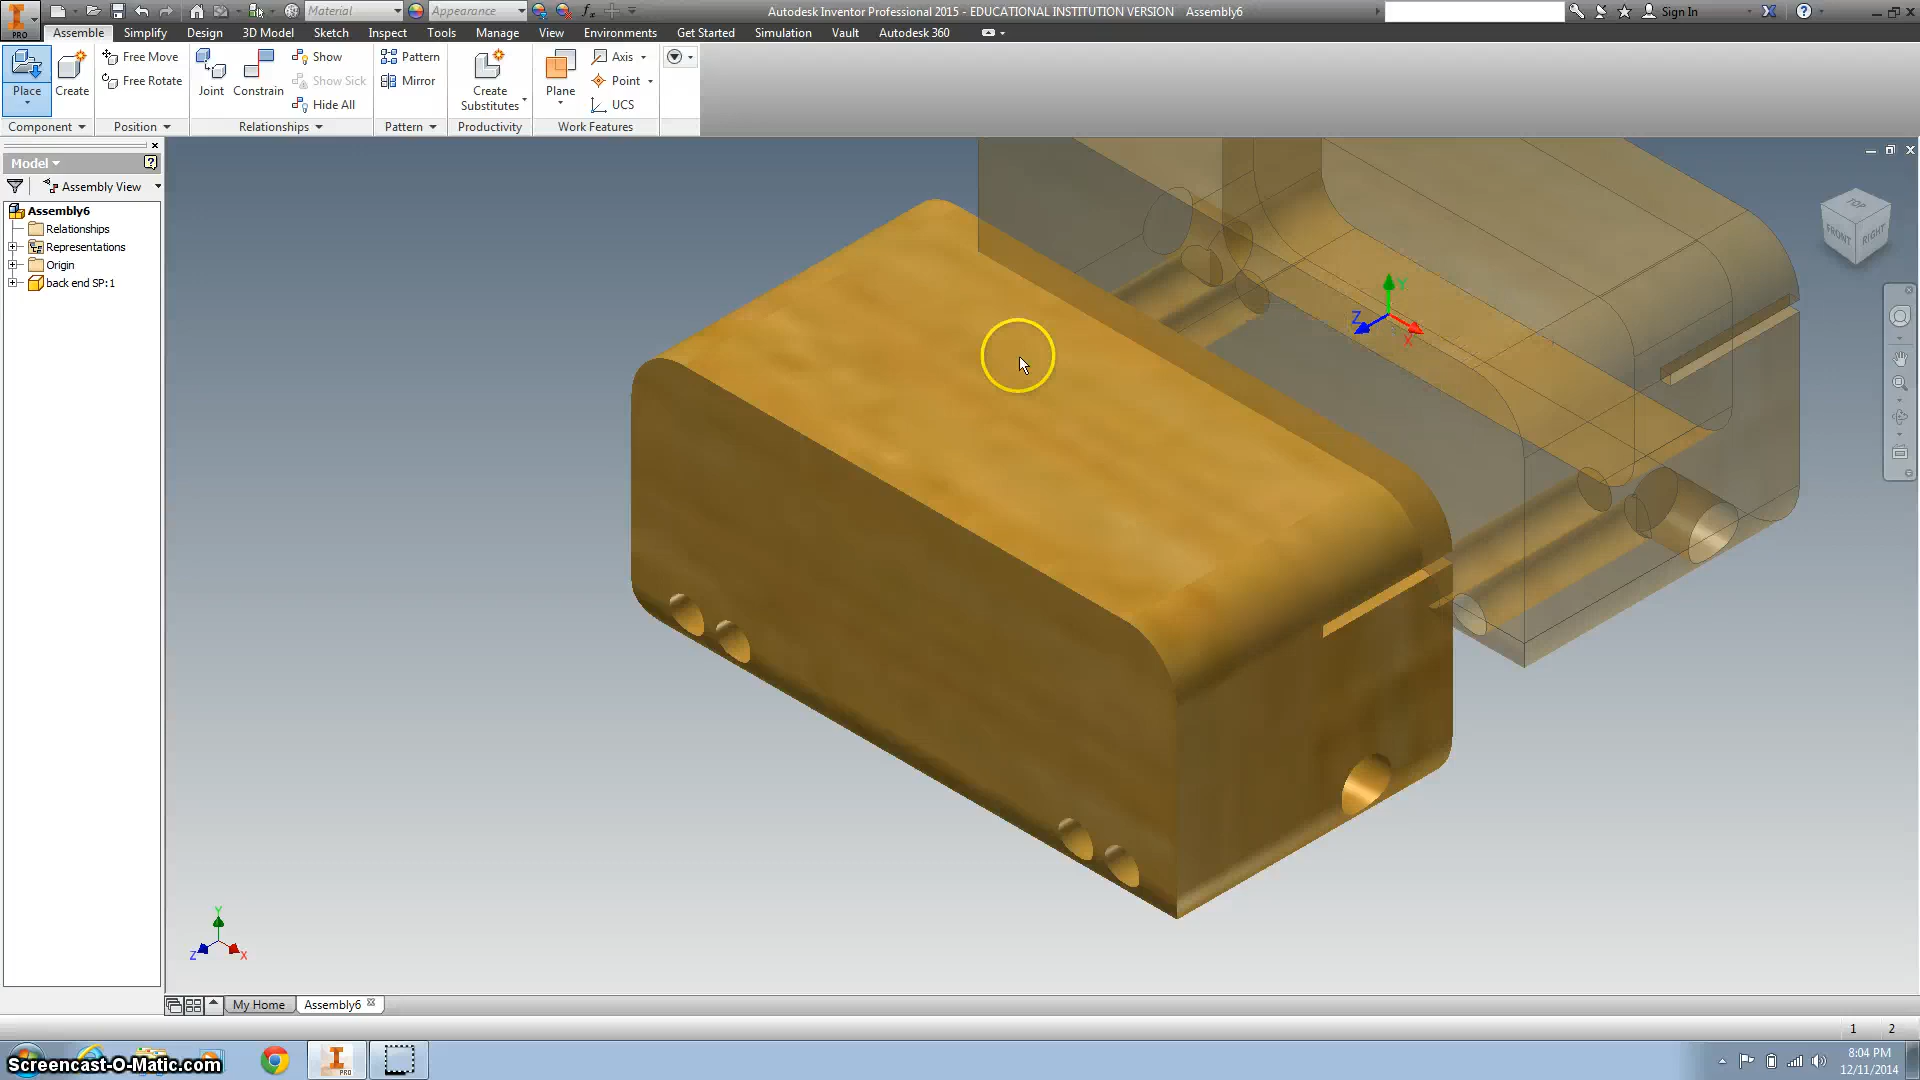 Material
Appearance
fx
Autodesk Inventor Professional 2015 - EDUCATIONAL INSTITUTION VERSION Assembly6
Sign In
PRO
Assemble Simplify Design 3D Model Sketch Inspect Tools Manage View Environments Get Started Simulation Vault Autodesk 360
Place
Create
Free Move
Free Rotate
Joint
Constrain
Show
Show Sick
Hide All
Pattern
Mirror
Create
Substitutes
Plane
Axis
Point
UCS
Component Position Relationships Pattern Productivity Work Features
Model
Assembly View
Assembly6
Relationships
Representations
Origin
back end SP:1
TOP
FRONT
RIGHT
Y
Z
X
Y
Z
X
My Home
Assembly6
1 2
PRO
Screencast-O-Matic.com
8:04 PM
12/11/2014